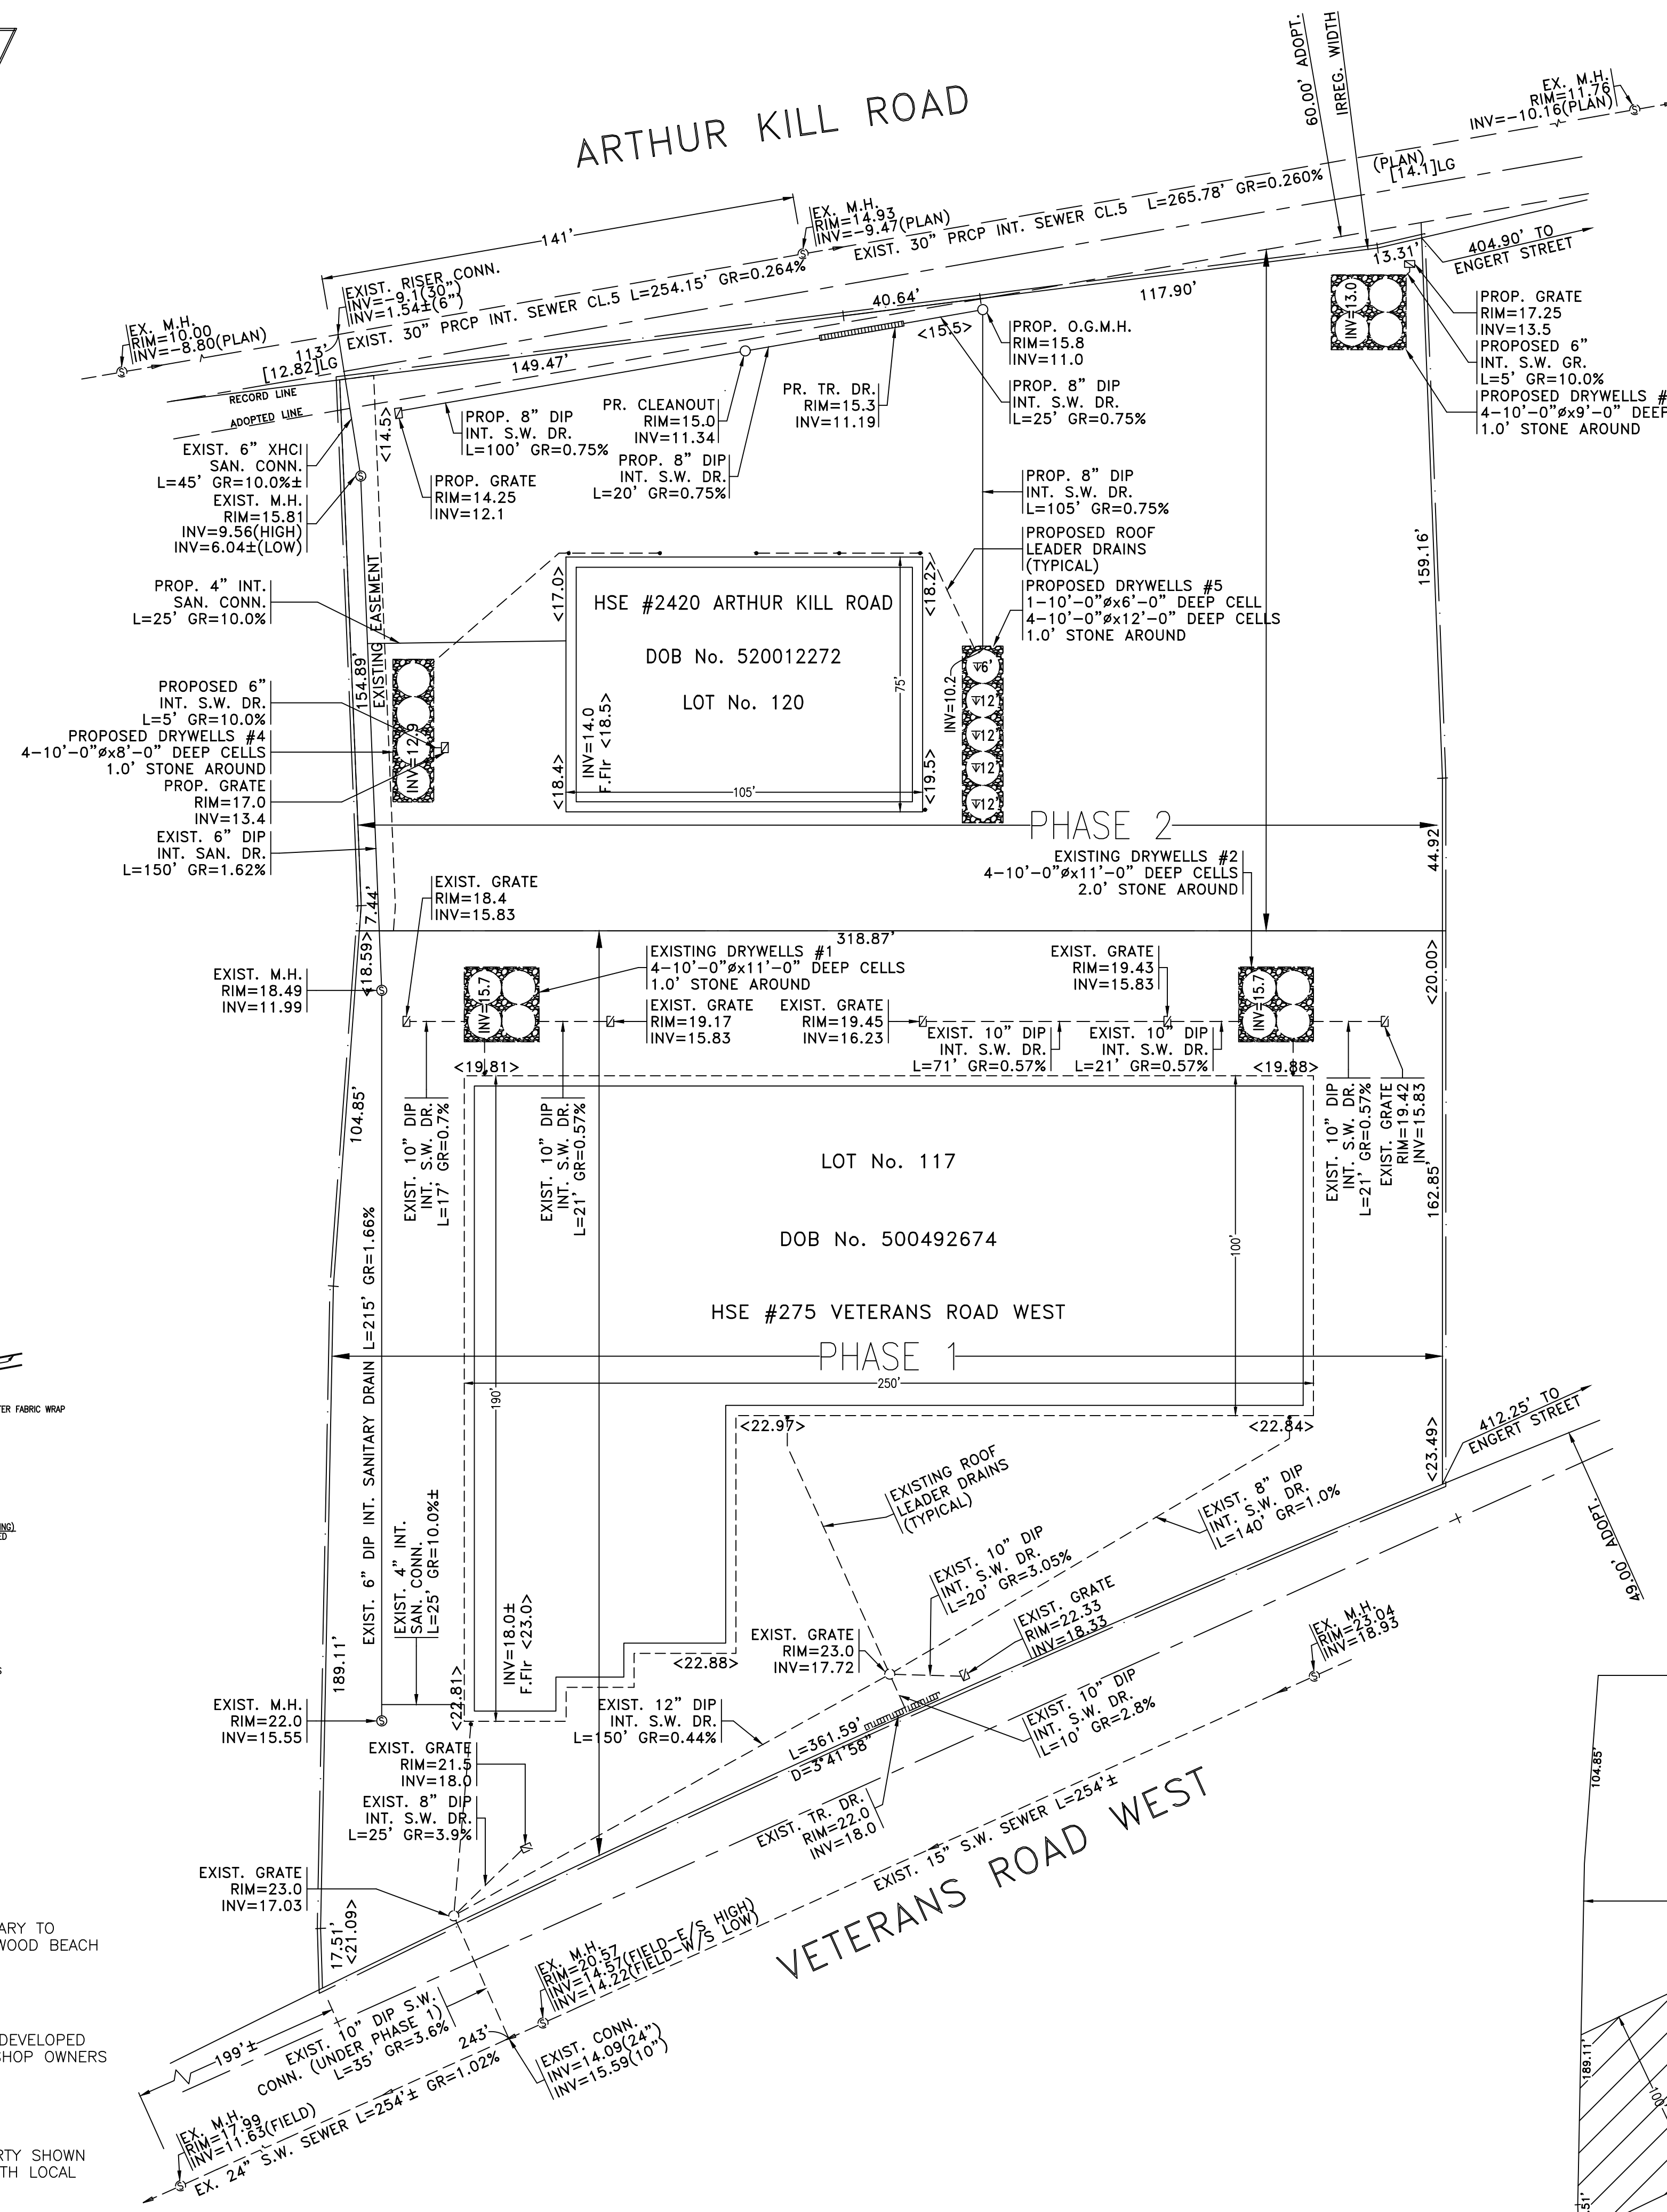 ARTHUR KILL ROAD
60.00' ADOPT.
IRREG. WIDTH
EX. M.H.
RIM=11.76
INV=-10.16(PLAN)
(PLAN)
[14.1]LG
141'
EX. M.H.
RIM=14.93
INV=-9.47(PLAN)
EXIST. 30" PRCP INT. SEWER CL.5 L=265.78' GR=0.260%
EXIST. RISER CONN.
INV=-9.1(30")
INV=1.54±(6")
EXIST. 30" PRCP INT. SEWER CL.5 L=254.15' GR=0.264%
EX. M.H.
RIM=10.00
INV=-8.80(PLAN)
113'
[12.82]LG
RECORD LINE
ADOPTED LINE
149.47'
40.64'
117.90'
13.31'
404.90' TO
ENGERT STREET
<14.5>
<15.5>
PROP. GRATE
RIM=17.25
INV=13.5
PROPOSED 6"
INT. S.W. GR.
L=5' GR=10.0%
PROPOSED DRYWELLS #
4-10'-0"øx9'-0" DEEP
1.0' STONE AROUND
INV=13.0
PROP. O.G.M.H.
RIM=15.8
INV=11.0
PROP. 8" DIP
INT. S.W. DR.
L=25' GR=0.75%
PR. TR. DR.
RIM=15.3
INV=11.19
PR. CLEANOUT
RIM=15.0
INV=11.34
PROP. 8" DIP
INT. S.W. DR.
L=20' GR=0.75%
PROP. 8" DIP
INT. S.W. DR.
L=100' GR=0.75%
PROP. GRATE
RIM=14.25
INV=12.1
EXIST. 6" XHCI
SAN. CONN.
L=45' GR=10.0%±
EXIST. M.H.
RIM=15.81
INV=9.56(HIGH)
INV=6.04±(LOW)
PROP. 4" INT.
SAN. CONN.
L=25' GR=10.0%
PROPOSED 6"
INT. S.W. DR.
L=5' GR=10.0%
PROPOSED DRYWELLS #4
4-10'-0"øx8'-0" DEEP CELLS
1.0' STONE AROUND
PROP. GRATE
RIM=17.0
INV=13.4
EXIST. 6" DIP
INT. SAN. DR.
L=150' GR=1.62%
EXISTING EASEMENT
154.89'
INV=12.9
PROP. 8" DIP
INT. S.W. DR.
L=105' GR=0.75%
PROPOSED ROOF
LEADER DRAINS
(TYPICAL)
PROPOSED DRYWELLS #5
1-10'-0"øx6'-0" DEEP CELL
4-10'-0"øx12'-0" DEEP CELLS
1.0' STONE AROUND
INV=10.2
6'
12'
12'
12'
12'
<17.0>
<18.2>
HSE #2420 ARTHUR KILL ROAD
DOB No. 520012272
LOT No. 120
INV=14.0
F.Flr <18.5>
75'
105'
<18.4>
<19.5>
159.16'
PHASE 2
44.92
EXISTING DRYWELLS #2
4-10'-0"øx11'-0" DEEP CELLS
2.0' STONE AROUND
7.44'
<18.59>
318.87'
<20.00>
EXIST. GRATE
RIM=18.4
INV=15.83
EXISTING DRYWELLS #1
4-10'-0"øx11'-0" DEEP CELLS
1.0' STONE AROUND
EXIST. GRATE
RIM=19.17
INV=15.83
EXIST. GRATE
RIM=19.45
INV=16.23
EXIST. GRATE
RIM=19.43
INV=15.83
EXIST. M.H.
RIM=18.49
INV=11.99
INV=15.7
INV=15.7
EXIST. 10" DIP
INT. S.W. DR.
L=71' GR=0.57%
EXIST. 10" DIP
INT. S.W. DR.
L=21' GR=0.57%
<19.81>
<19.88>
EXIST. 10" DIP
INT. S.W. DR.
L=17' GR=0.7%
EXIST. 10" DIP
INT. S.W. DR.
L=21' GR=0.57%
EXIST. 10" DIP
INT. S.W. DR.
L=21' GR=0.57%
EXIST. GRATE
RIM=19.42
INV=15.83
162.85'
104.85'
LOT No. 117
DOB No. 500492674
HSE #275 VETERANS ROAD WEST
PHASE 1
100'
250'
190'
EXIST. 6" DIP INT. SANITARY DRAIN L=215' GR=1.66%
TER FABRIC WRAP
<22.97>
<22.84>
<23.49>
412.25' TO
ENGERT STREET
49.00' ADOPT.
EXISTING ROOF
LEADER DRAINS
(TYPICAL)
EXIST. 8" DIP
INT. S.W. DR.
L=140' GR=1.0%
EXIST. 10" DIP
INT. S.W. DR.
L=20' GR=3.05%
EXIST. GRATE
RIM=22.33
INV=18.33
EXIST. GRATE
RIM=23.0
INV=17.72
EX. M.H.
RIM=23.04
INV=18.93
EXIST. 4" INT.
SAN. CONN.
L=25' GR=10.0%±
INV=18.0±
F.Flr <23.0>
<22.88>
<22.81>
189.11'
EXIST. M.H.
RIM=22.0
INV=15.55
EXIST. 12" DIP
INT. S.W. DR.
L=150' GR=0.44%
EXIST. 10" DIP
INT. S.W. DR.
L=10' GR=2.8%
L=361.59'
D=3°41'58"
EXIST. GRATE
RIM=21.5
INV=18.0
EXIST. 8" DIP
INT. S.W. DR.
L=25' GR=3.9%
EXIST. TR. DR.
RIM=22.0
INV=18.0
EXIST. 15" S.W. SEWER L=254'±
VETERANS ROAD WEST
EXIST. GRATE
RIM=23.0
INV=17.03
17.51'
<21.09>
EX. M.H.
RIM=20.57
INV=14.57(FIELD-E/S HIGH)
INV=14.22(FIELD-W/S LOW)
EXIST. CONN.
INV=14.09(24")
INV=15.59(10")
199'±
EXIST. 10" DIP S.W.
CONN. (UNDER PHASE 1)
L=35' GR=3.6%
243'
EX. M.H.
RIM=17.99
INV=11.63(FIELD)
EX. 24" S.W. SEWER L=254'± GR=1.02%
ARY TO
WOOD BEACH
DEVELOPED
SHOP OWNERS
RTY SHOWN
TH LOCAL
104.85'
189.11'
100'